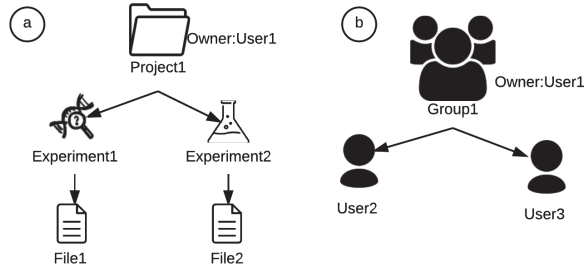 a
Owner:User1
Project1
Experiment1
Experiment2
File1
File2
b
Owner:User1
Group1
User2
User3